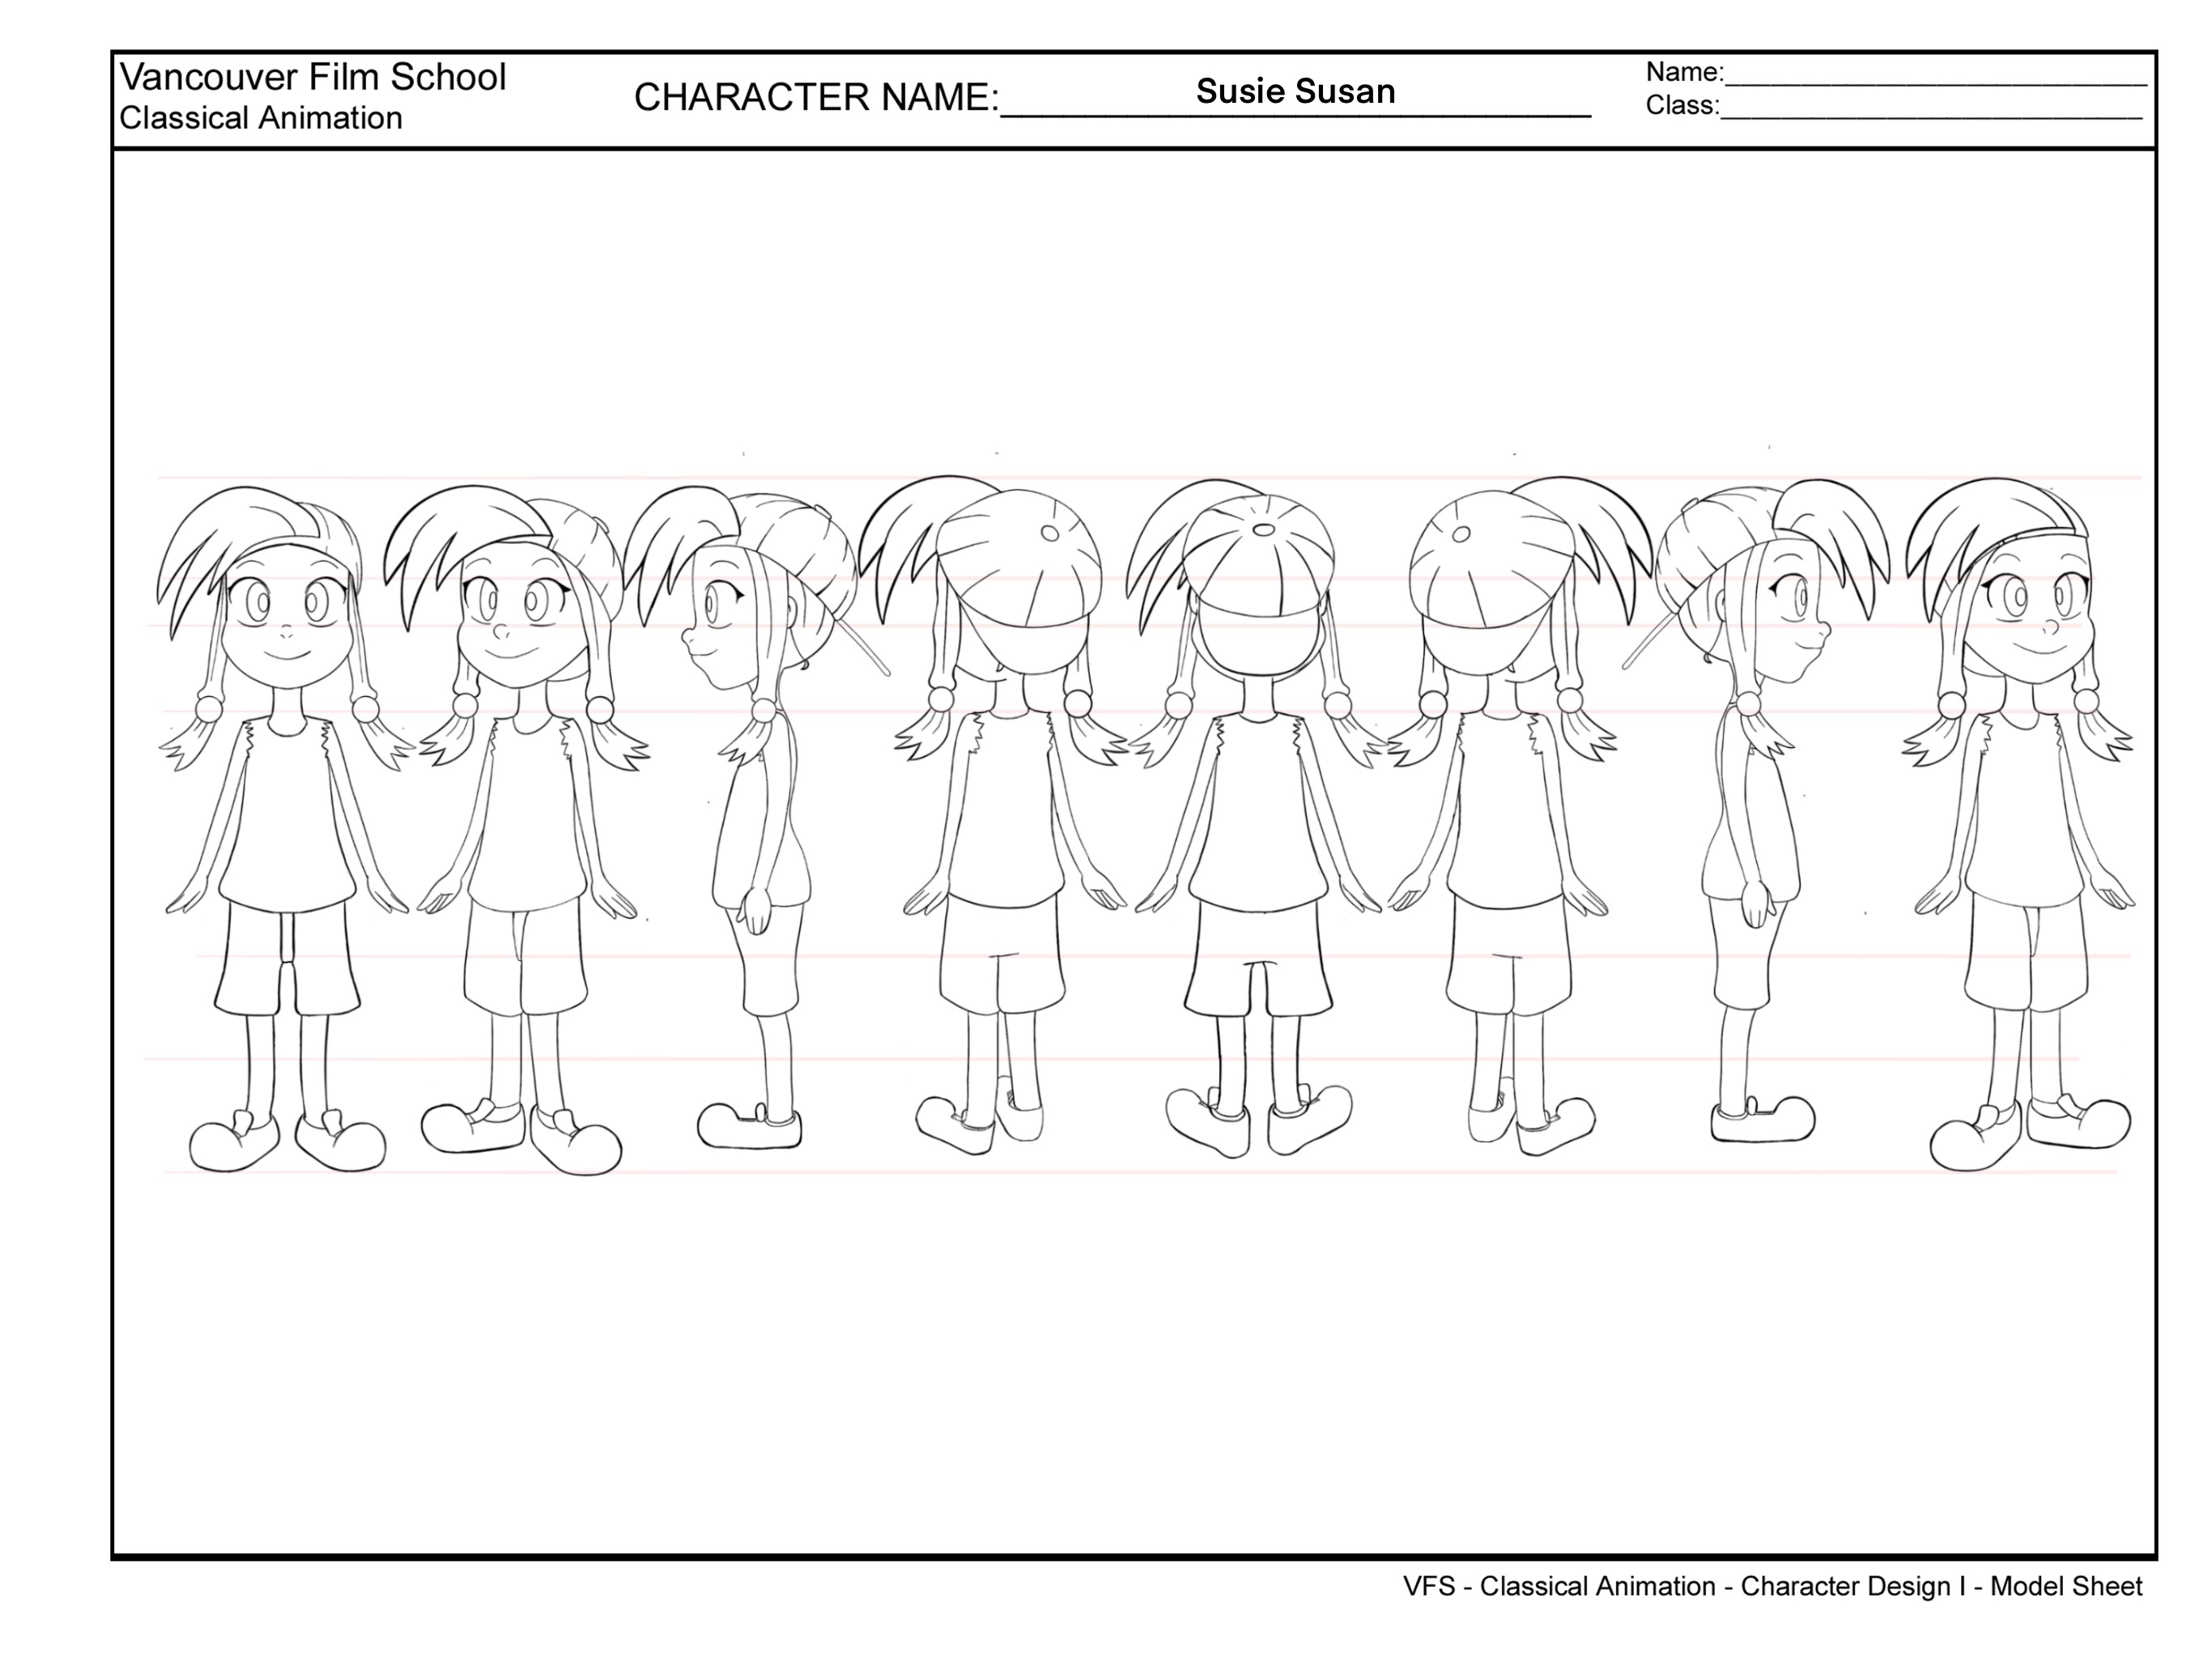 Vancouver Film School
Classical Animation
CHARACTER NAME: Susie Susan
Name:
Class:
VFS - Classical Animation - Character Design I - Model Sheet